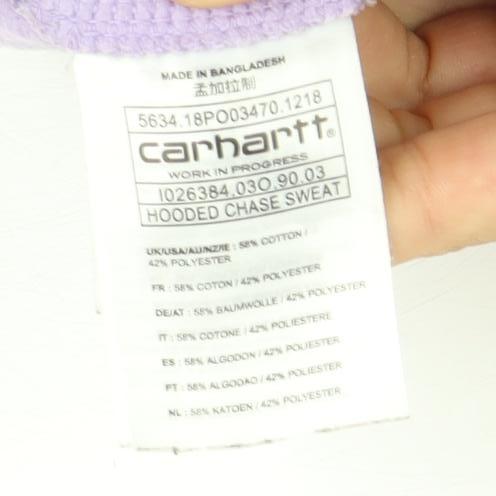 MADE IN BANGLADESH
孟加拉制
5634.18PO03470.1218
carhartt®
WORK IN PROGRESS
I026384.03O.90.03
HOODED CHASE SWEAT
UK/USA/AU/NZ/IE : 58% COTTON /
42% POLYESTER
FR : 58% COTON / 42% POLYESTER
DE/AT : 58% BAUMWOLLE / 42% POLYESTER
IT : 58% COTONE / 42% POLIESTERE
ES : 58% ALGODON / 42% POLIESTER
PT : 58% ALGODAO / 42% POLIESTER
NL : 58% KATOEN / 42% POLYESTER